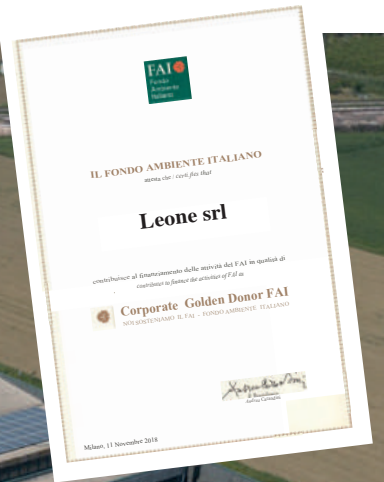 FAI
Fondo
Ambiente
Italiano
IL FONDO AMBIENTE ITALIANO
attesta che / certifies that
Leone srl
contribuisce al finanziamento delle attività del FAI in qualità di
contributes to finance the activities of FAI as
Corporate Golden Donor FAI
NOI SOSTENIAMO IL FAI - FONDO AMBIENTE ITALIANO
Il Presidente
Andrea Carandini
Milano, 11 Novembre 2018